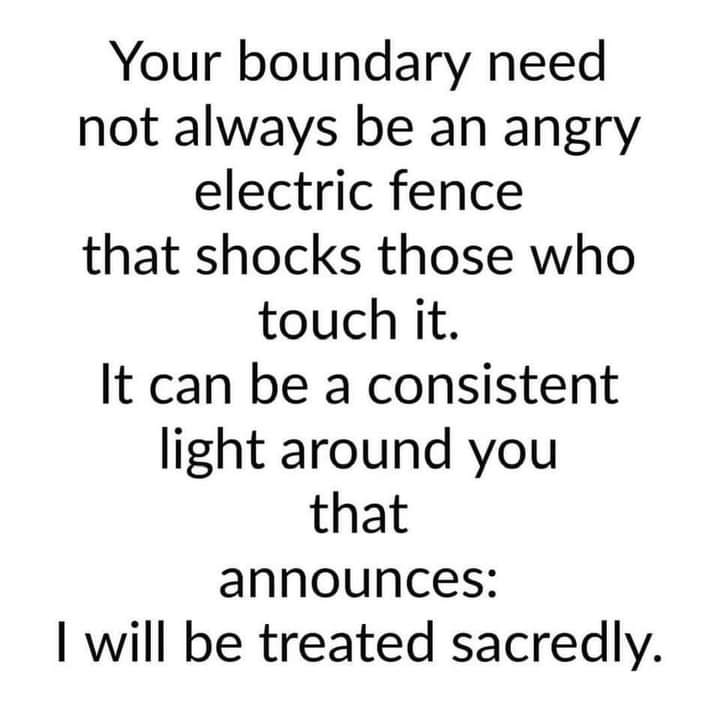 Your boundary need
not always be an angry
electric fence
that shocks those who
touch it.
It can be a consistent
light around you
that
announces:
I will be treated sacredly.